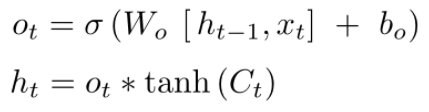 o_t = σ (W_o [h_{t−1}, x_t] + b_o)
h_t = o_t * tanh (C_t)